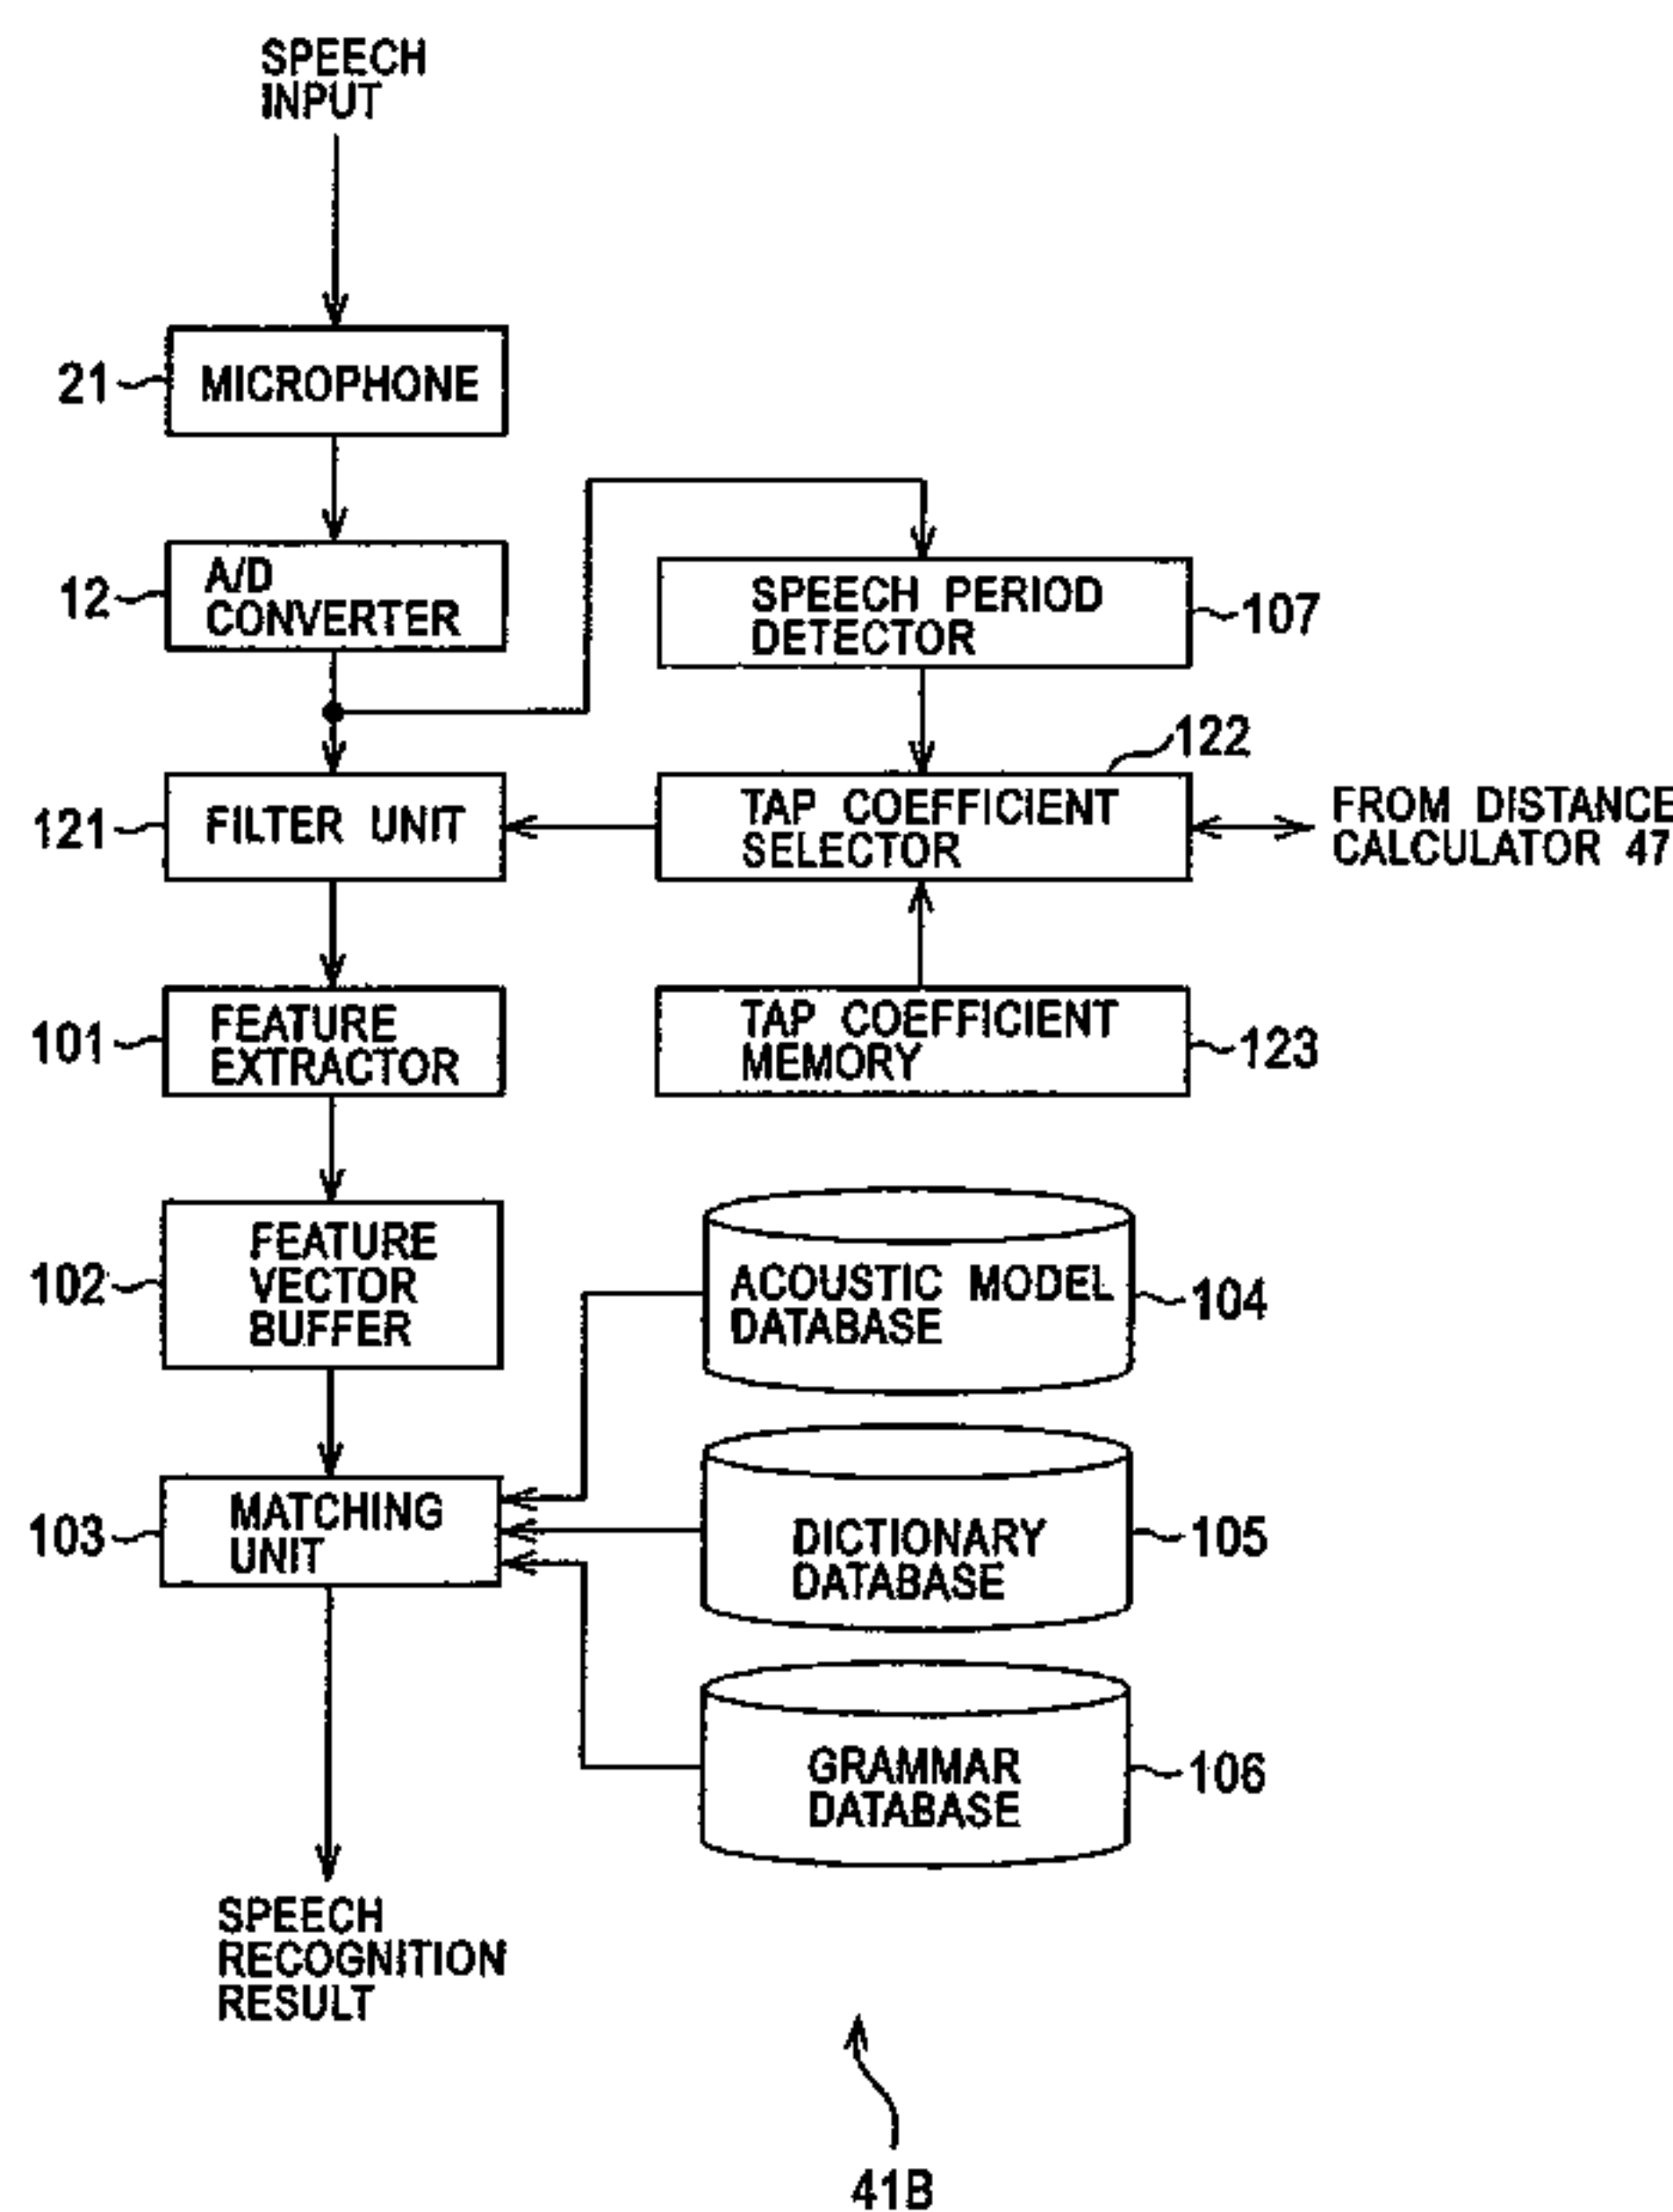 SPEECH
INPUT
21
MICROPHONE
12
A/D
CONVERTER
SPEECH PERIOD
DETECTOR
107
122
121
FILTER UNIT
TAP COEFFICIENT
SELECTOR
FROM DISTANCE
CALCULATOR 47
101
FEATURE
EXTRACTOR
TAP COEFFICIENT
MEMORY
123
102
FEATURE
VECTOR
BUFFER
ACOUSTIC MODEL
DATABASE
104
103
MATCHING
UNIT
DICTIONARY
DATABASE
105
GRAMMAR
DATABASE
106
SPEECH
RECOGNITION
RESULT
41B